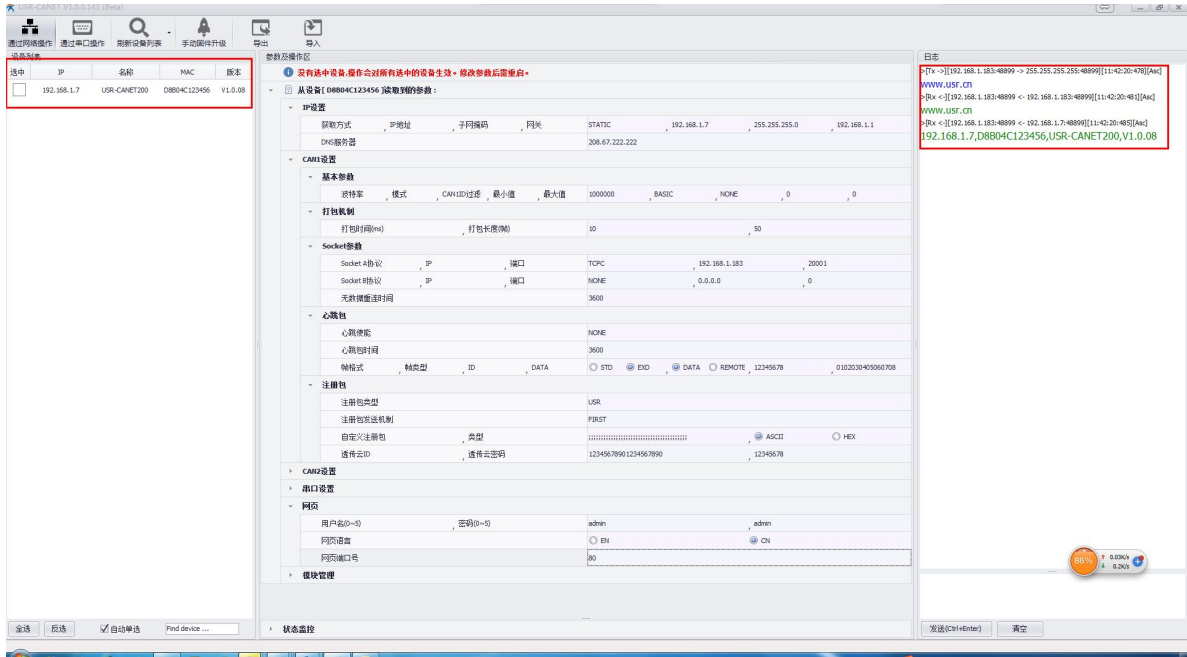 USR-CANET V1.0.0.143 (Beta)
通过网络操作 通过串口操作 刷新设备列表 手动固件升级 导出 导入
设备列表
选中 IP 名称 MAC 版本
192.168.1.7 USR-CANET200 D8B04C123456 V1.0.08
全选 反选 自动单选 Find device ...
参数及操作区
没有选中设备,操作会对所有选中的设备生效。修改参数后需重启。
从设备[ D8B04C123456 ]读取到的参数:
IP设置
获取方式 , IP地址 , 子网掩码 , 网关 STATIC , 192.168.1.7 , 255.255.255.0 , 192.168.1.1
DNS服务器 208.67.222.222
CAN1设置
基本参数
波特率 , 模式 , CAN1ID过滤 , 最小值 , 最大值 1000000 , BASIC , NONE , 0 , 0
打包机制
打包时间(ms) , 打包长度(帧) 10 , 50
Socket参数
Socket A协议 , IP , 端口 TCPC , 192.168.1.183 , 20001
Socket B协议 , IP , 端口 NONE , 0.0.0.0 , 0
无数据重连时间 3600
心跳包
心跳使能 NONE
心跳包时间 3600
帧格式 , 帧类型 , ID , DATA STD EXD , DATA REMOTE , 12345678 , 0102030405060708
注册包
注册包类型 USR
注册包发送机制 FIRST
自定义注册包 , 类型 , ASCII HEX
透传云ID , 透传云密码 12345678901234567890 , 12345678
CAN2设置
串口设置
网页
用户名(0~5) , 密码(0~5) admin , admin
网页语言 EN CN
网页端口号 80
模块管理
状态监控
日志
>[Tx ->][192.168.1.183:48899 -> 255.255.255.255:48899][11:42:20:478][Asc]
www.usr.cn
>[Rx <-][192.168.1.183:48899 <- 192.168.1.183:48899][11:42:20:481][Asc]
www.usr.cn
>[Rx <-][192.168.1.183:48899 <- 192.168.1.7:48899][11:42:20:485][Asc]
192.168.1.7,D8B04C123456,USR-CANET200,V1.0.08
86% 0.03K/s
0.2K/s
发送(Ctrl+Enter) 清空